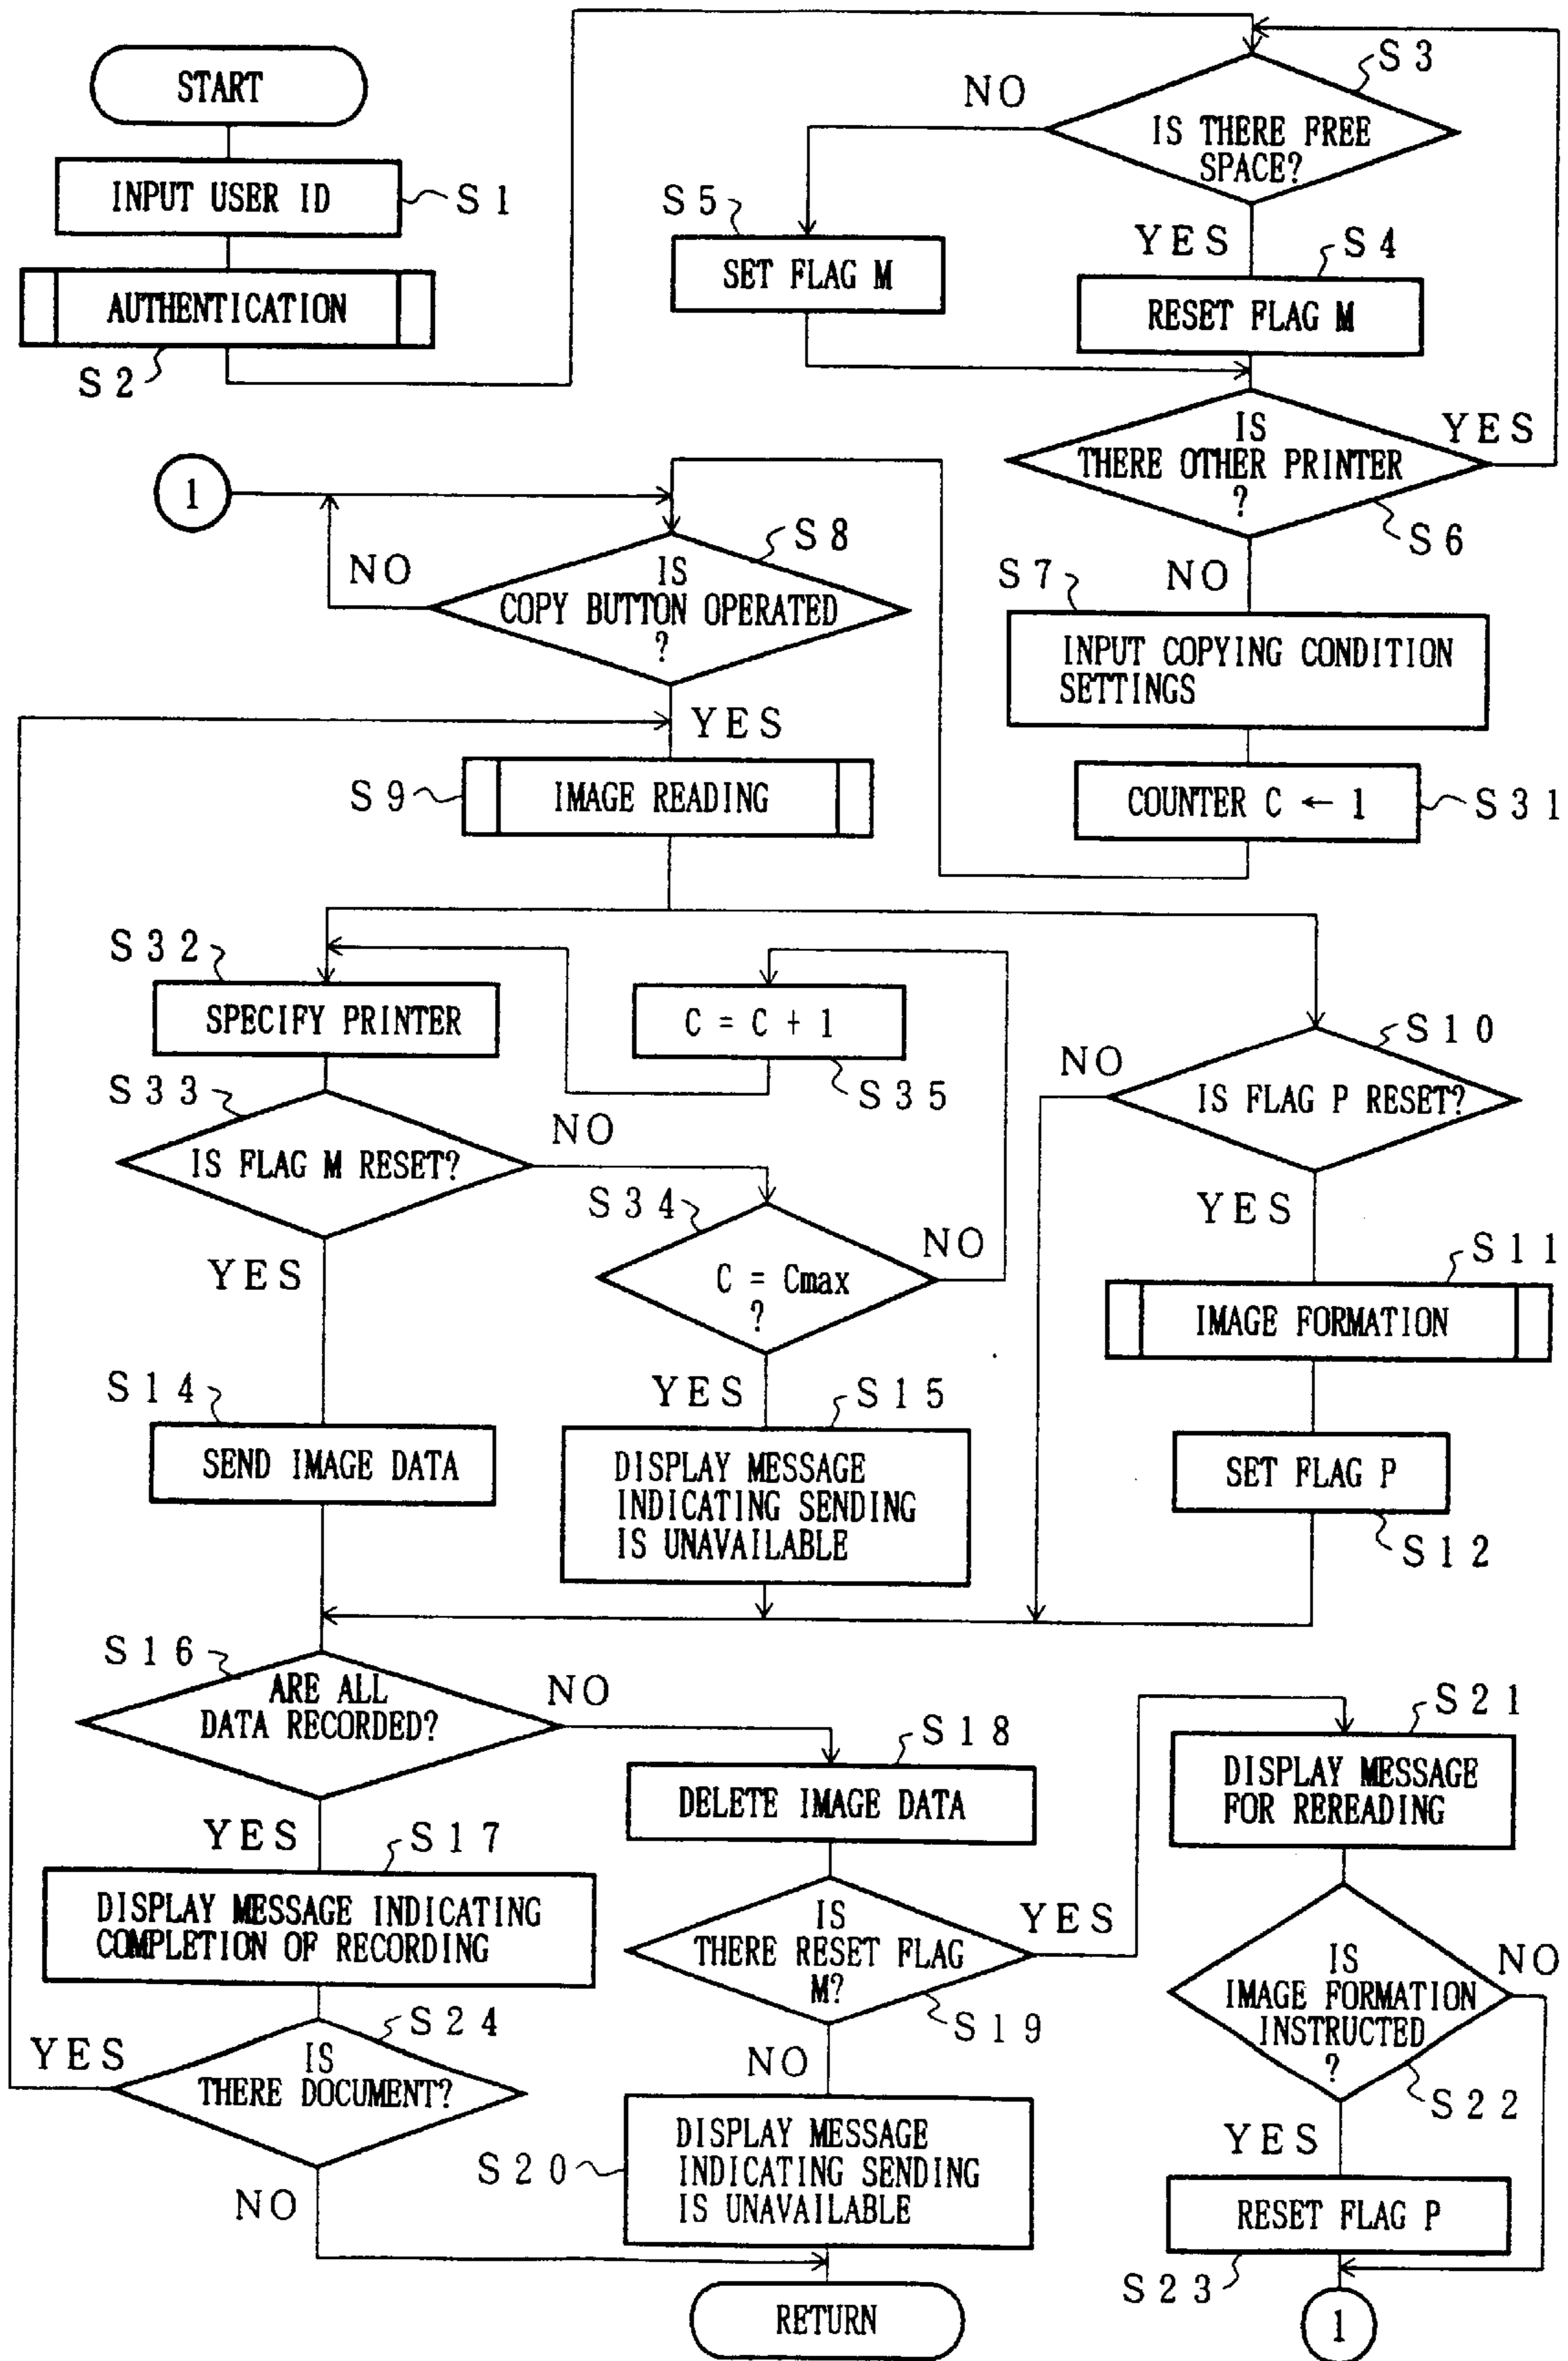 START
INPUT USER ID
S1
AUTHENTICATION
S2
S3
IS THERE FREE
SPACE?
NO
YES
S5
SET FLAG M
S4
RESET FLAG M
IS
THERE OTHER PRINTER
?
YES
S6
NO
S7
INPUT COPYING CONDITION
SETTINGS
COUNTER C ← 1
S31
1
S8
IS
COPY BUTTON OPERATED
?
NO
YES
S9
IMAGE READING
S32
SPECIFY PRINTER
C = C + 1
S35
S33
IS FLAG M RESET?
NO
YES
S34
C = Cmax
?
NO
YES
S10
IS FLAG P RESET?
NO
YES
S11
IMAGE FORMATION
SET FLAG P
S12
S14
SEND IMAGE DATA
S15
DISPLAY MESSAGE
INDICATING SENDING
IS UNAVAILABLE
S16
ARE ALL
DATA RECORDED?
NO
YES
S17
DISPLAY MESSAGE INDICATING
COMPLETION OF RECORDING
S24
IS
THERE DOCUMENT?
YES
NO
S18
DELETE IMAGE DATA
IS
THERE RESET FLAG
M?
YES
S19
NO
S20
DISPLAY MESSAGE
INDICATING SENDING
IS UNAVAILABLE
RETURN
S21
DISPLAY MESSAGE
FOR REREADING
IS
IMAGE FORMATION
INSTRUCTED
?
NO
S22
YES
RESET FLAG P
S23
1